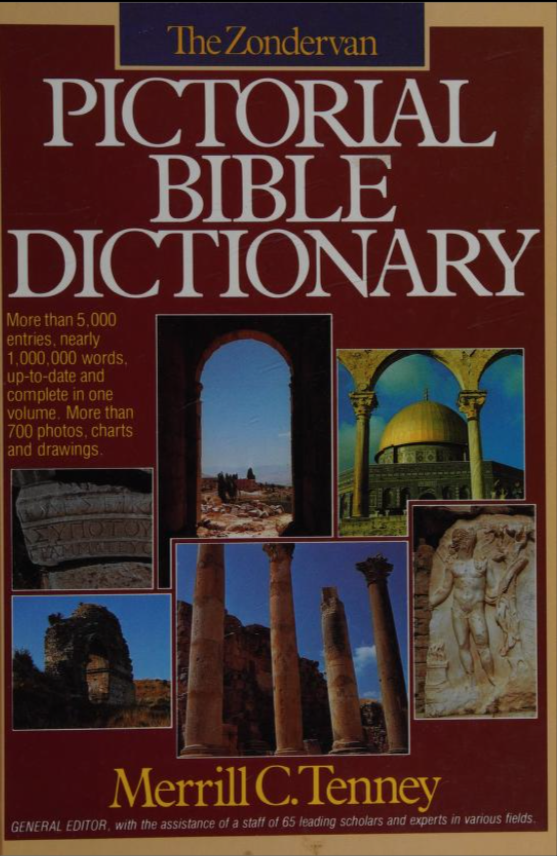 The Zondervan
PICTORIAL
BIBLE
DICTIONARY
More than 5,000
entries, nearly
1,000,000 words,
up-to-date and
complete in one
volume. More than
700 photos, charts
and drawings.
Merrill C. Tenney
GENERAL EDITOR, with the assistance of a staff of 65 leading scholars and experts in various fields.